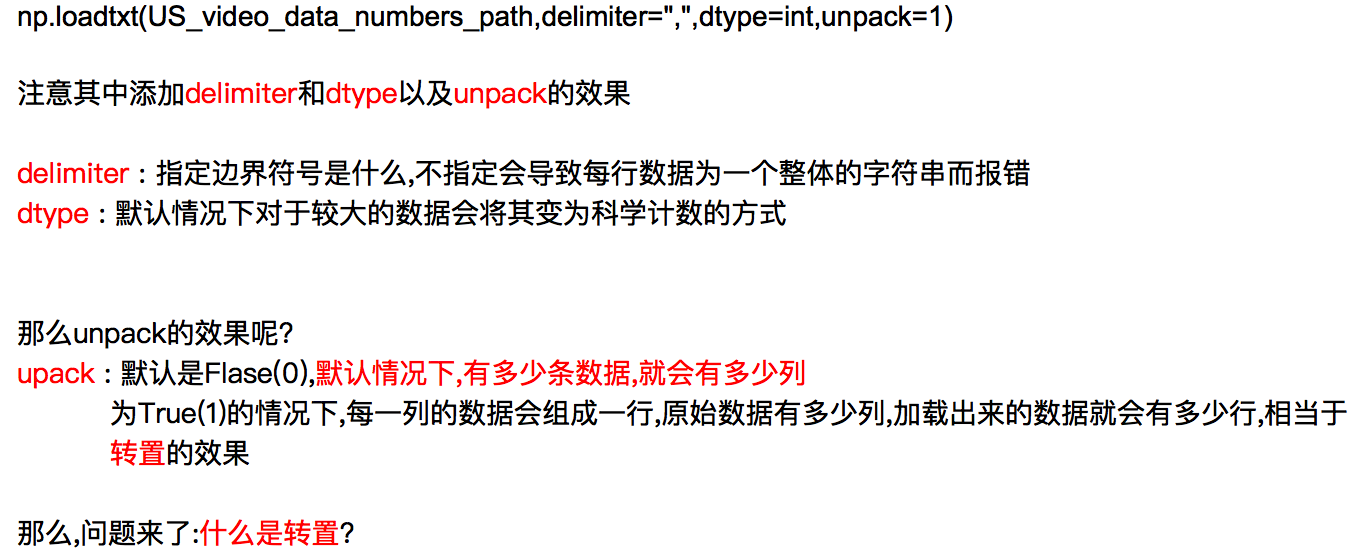 np.loadtxt(US_video_data_numbers_path,delimiter=",",dtype=int,unpack=1)
注意其中添加delimiter和dtype以及unpack的效果
delimiter：指定边界符号是什么,不指定会导致每行数据为一个整体的字符串而报错
dtype：默认情况下对于较大的数据会将其变为科学计数的方式
那么unpack的效果呢?
upack：默认是Flase(0),默认情况下,有多少条数据,就会有多少列
为True(1)的情况下,每一列的数据会组成一行,原始数据有多少列,加载出来的数据就会有多少行,相当于
转置的效果
那么,问题来了:什么是转置?